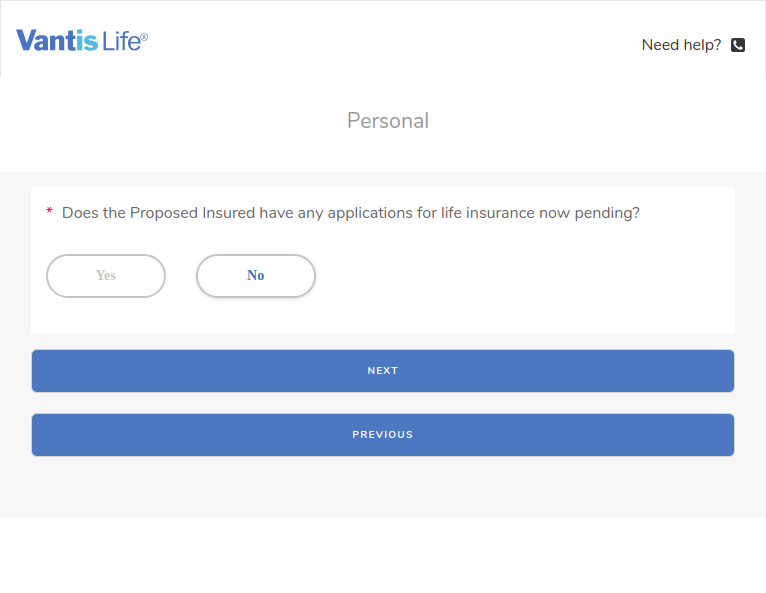 Vantis Life®
Need help?
Personal
* Does the Proposed Insured have any applications for life insurance now pending?
Yes No
NEXT
PREVIOUS